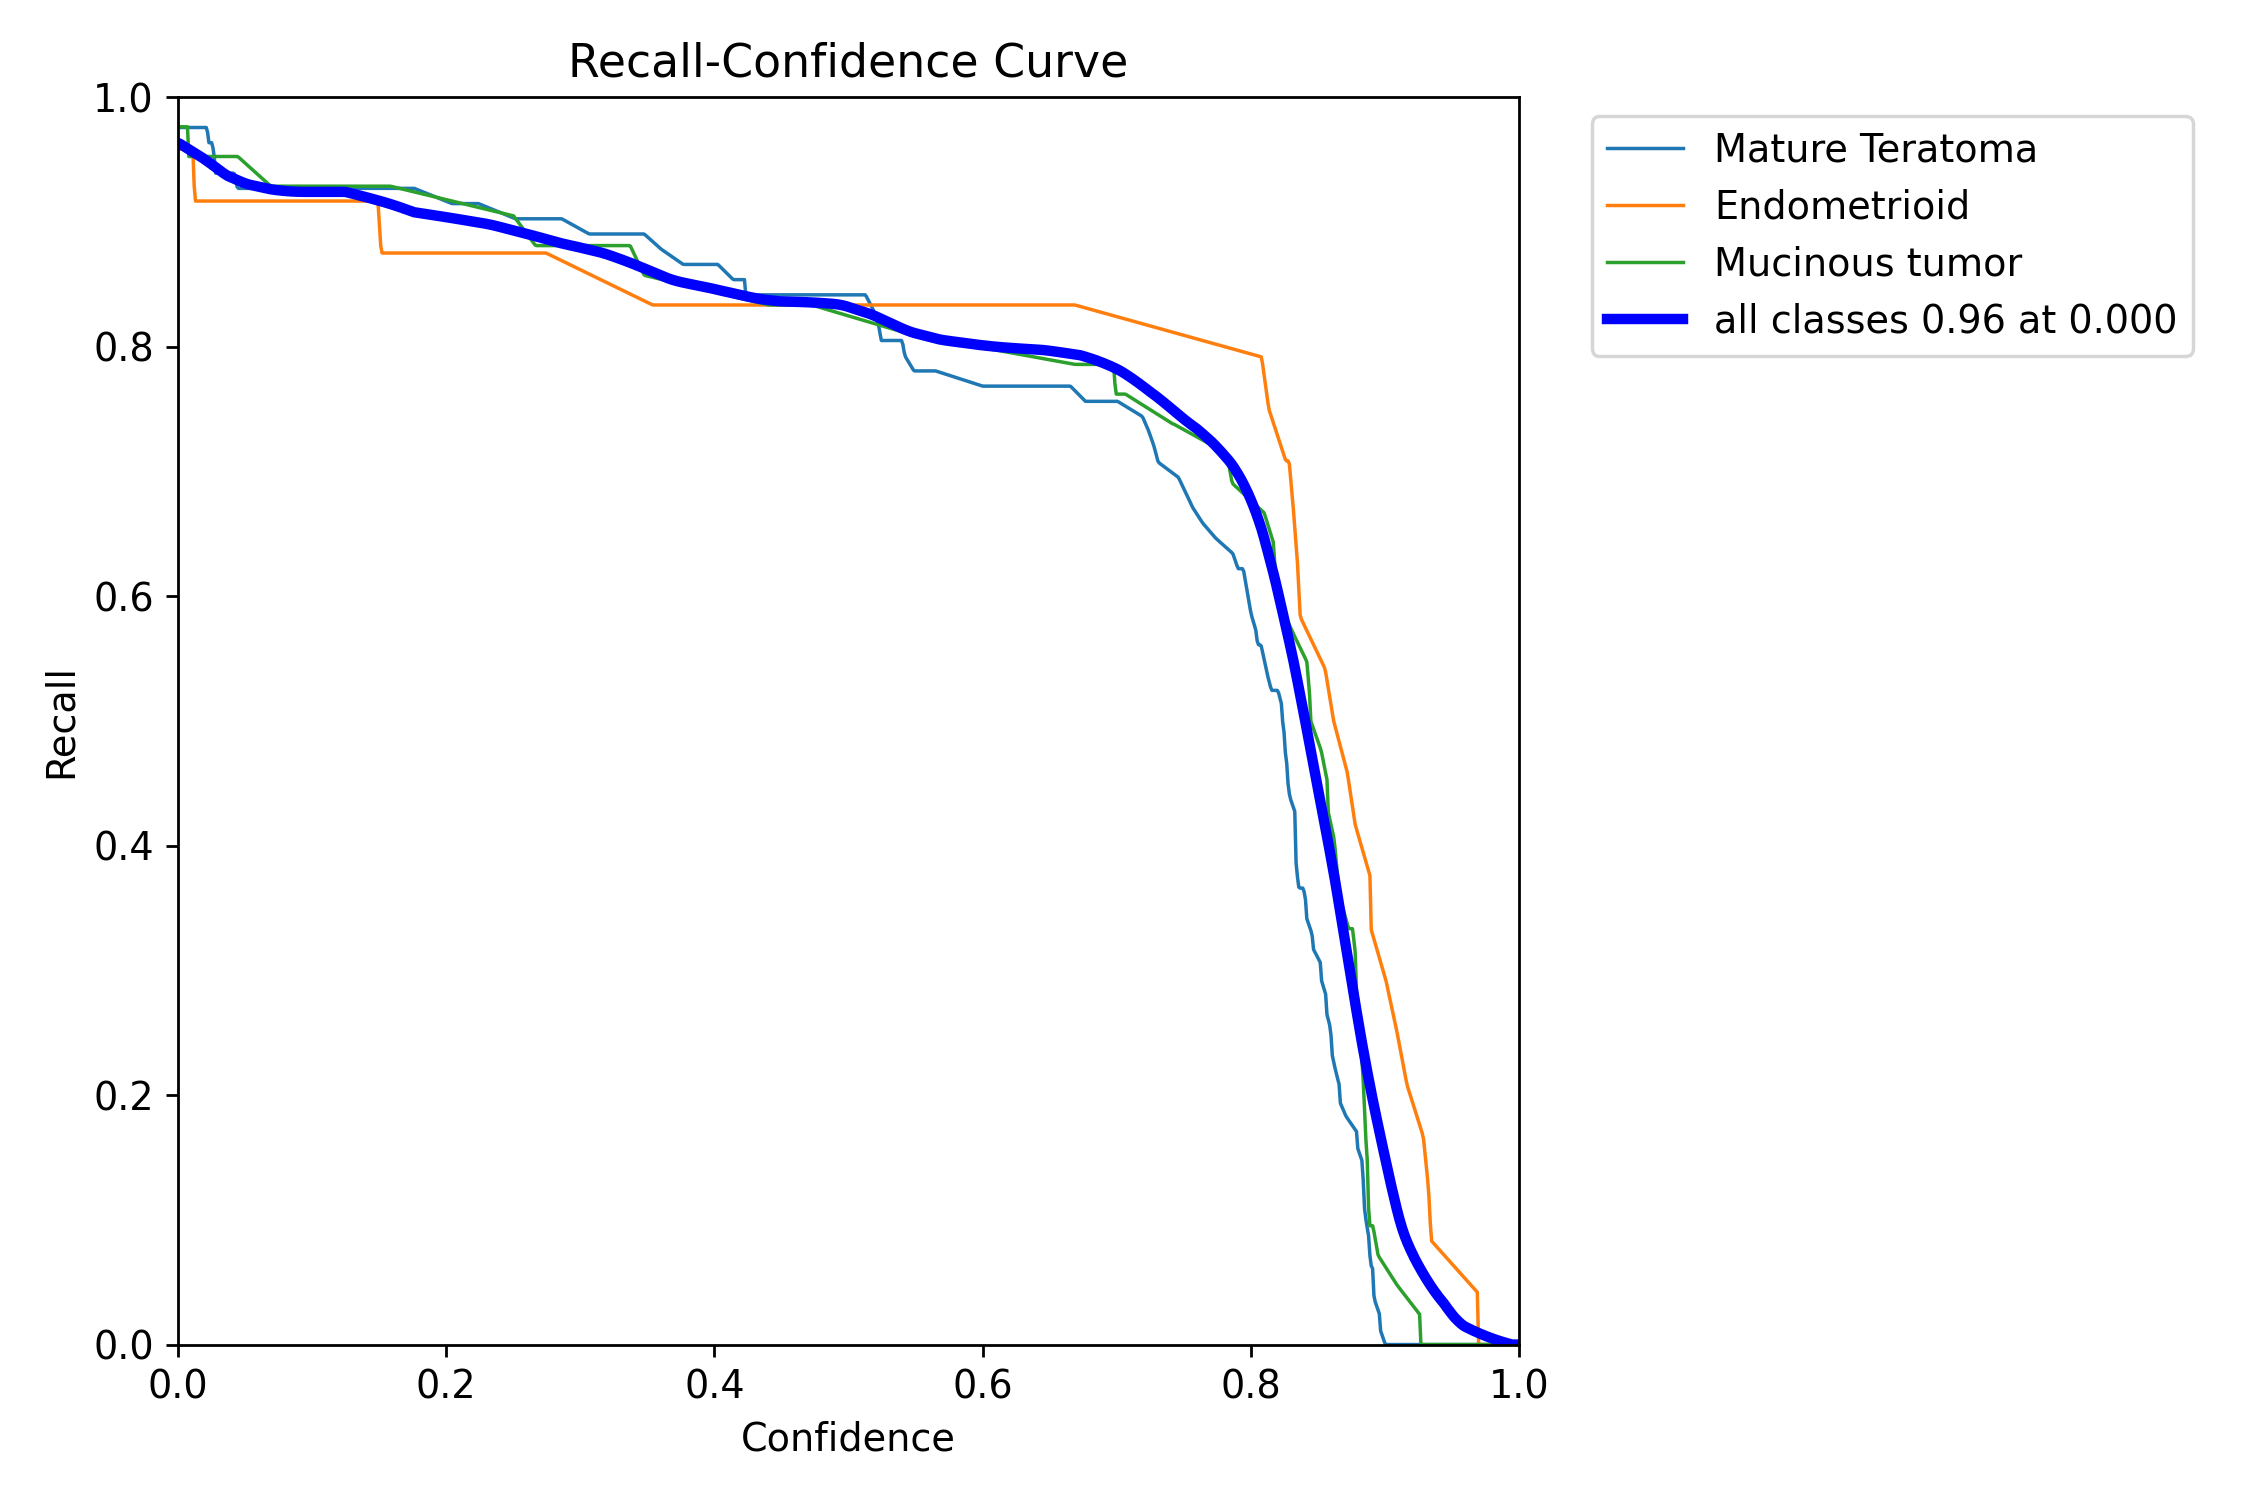 Recall-Confidence Curve
1.0
0.8
0.6
0.4
0.2
0.0
Recall
0.0 0.2 0.4 0.6 0.8 1.0
Confidence
Mature Teratoma
Endometrioid
Mucinous tumor
all classes 0.96 at 0.000